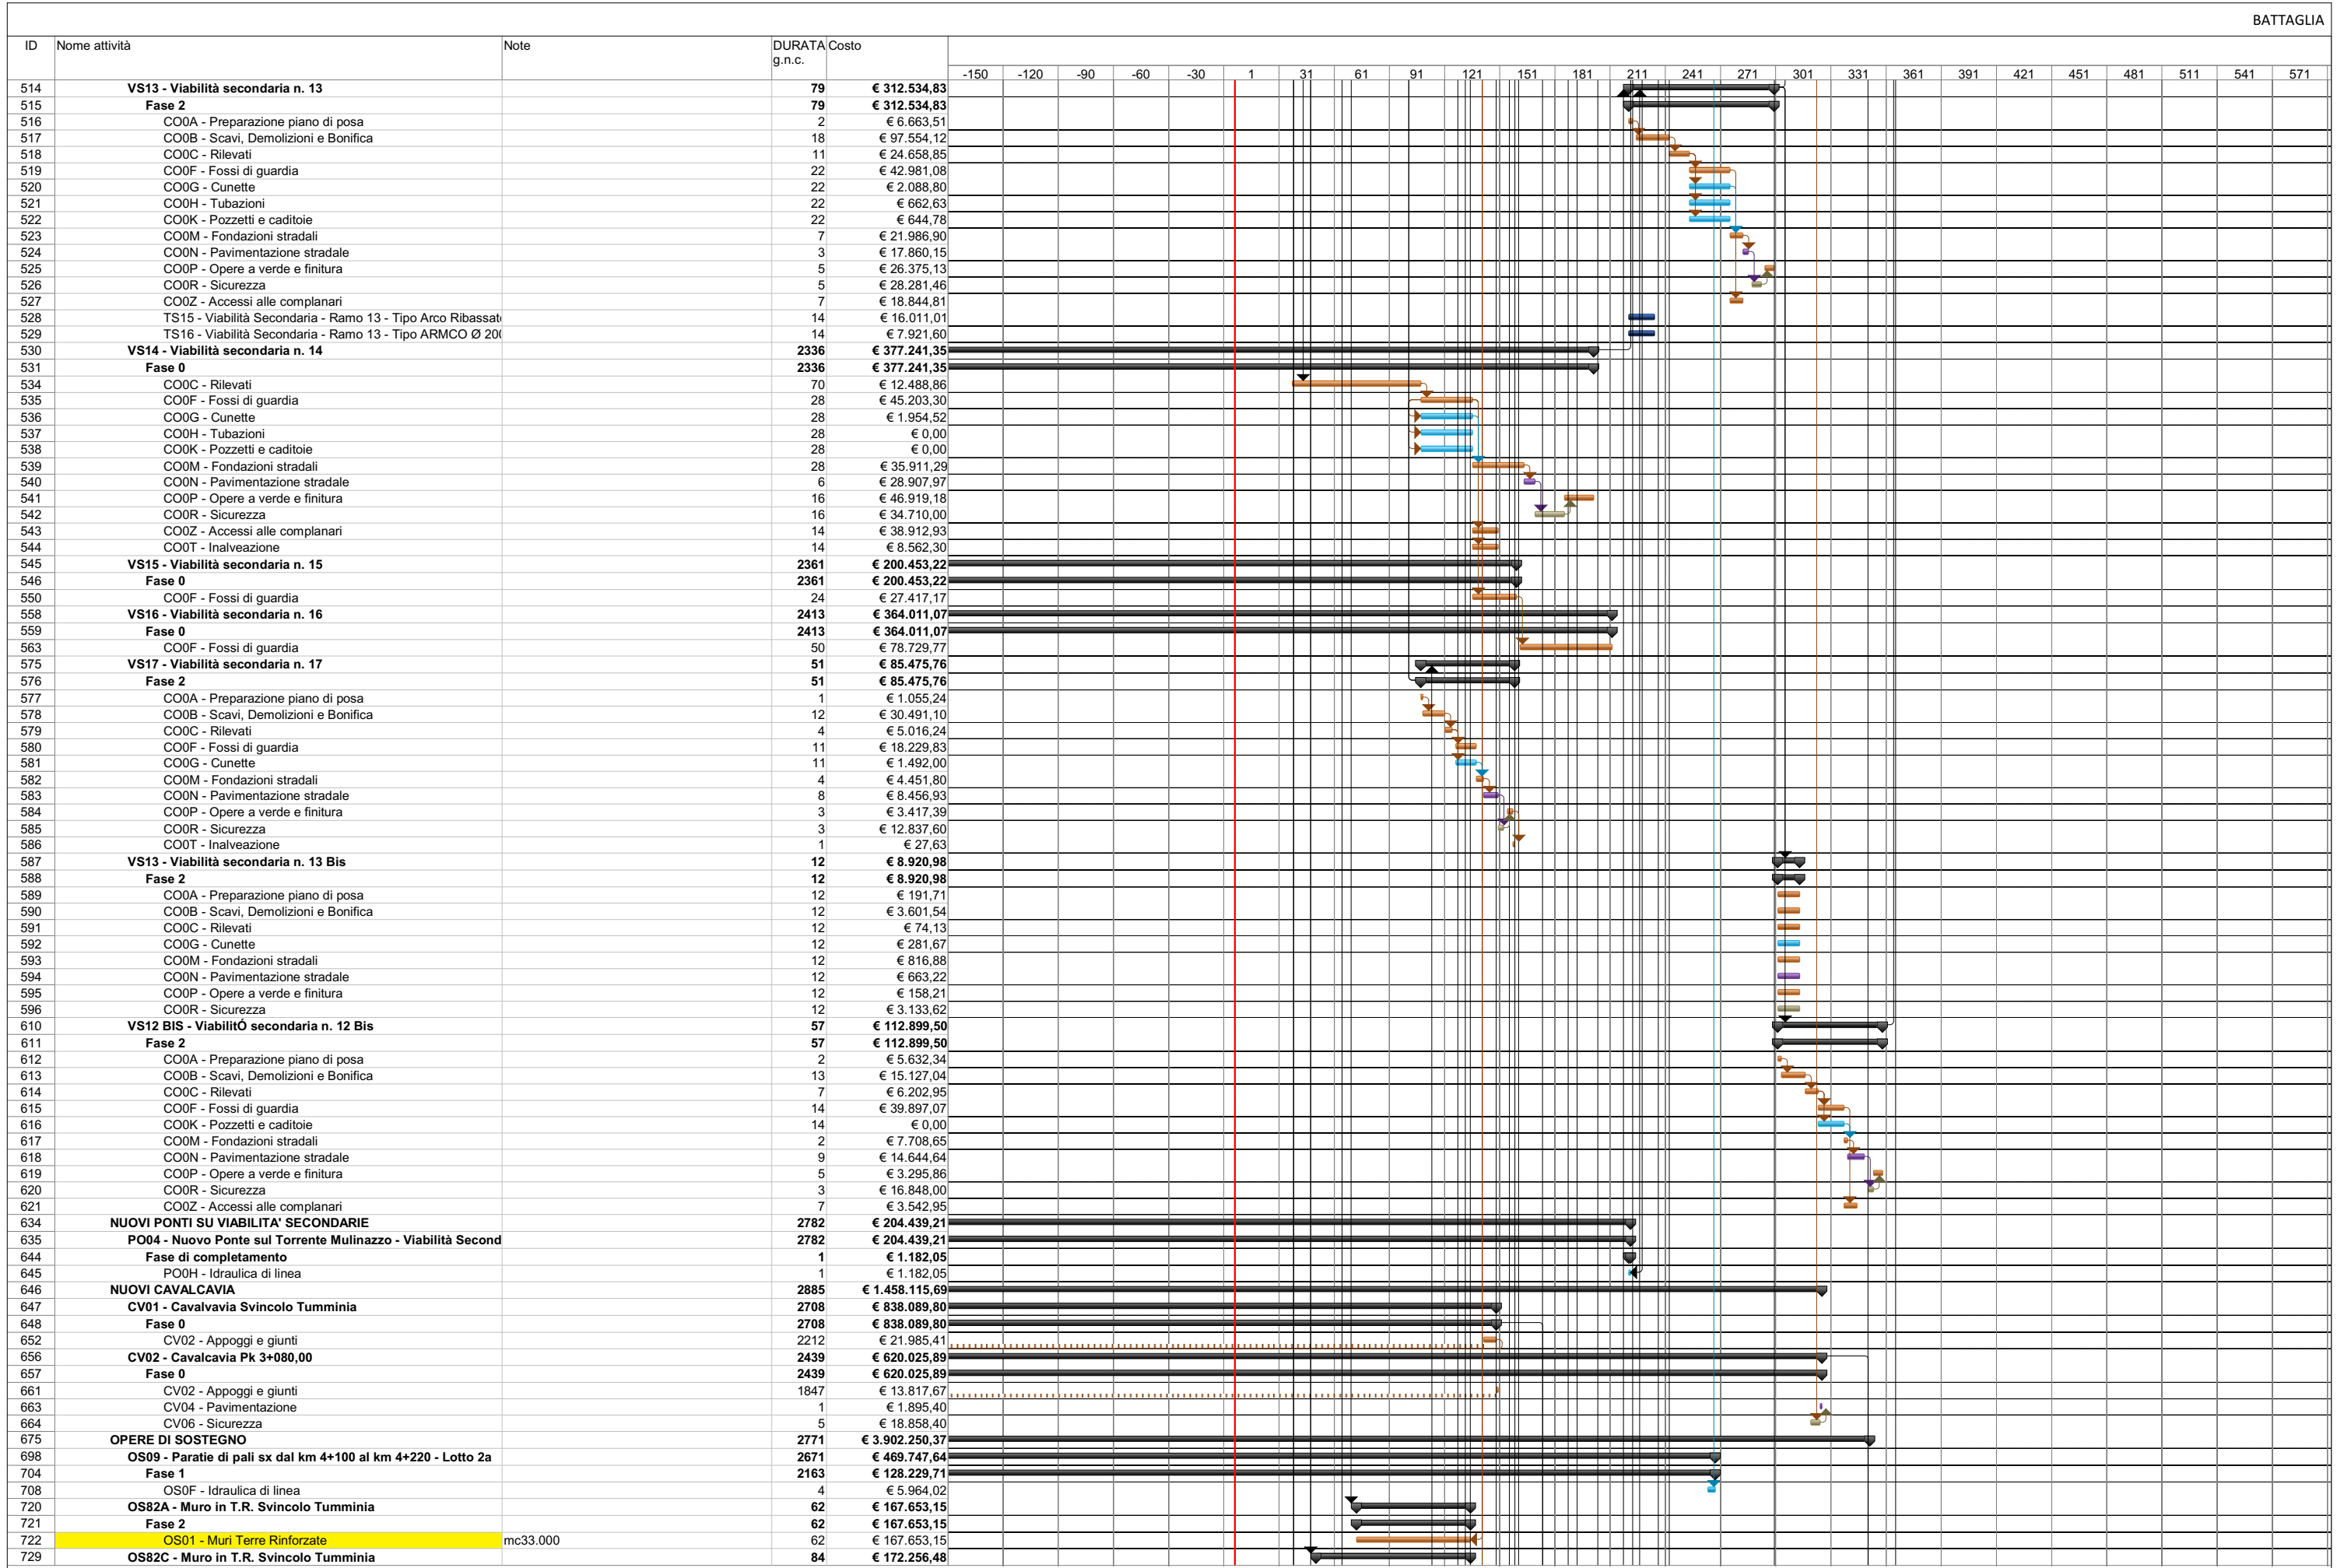 BATTAGLIA
ID Nome attività Note DURATA Costo
g.n.c.
-150 -120 -90 -60 -30 1 31 61 91 121 151 181 211 241 271 301 331 361 391 421 451 481 511 541 571
514 VS13 - Viabilità secondaria n. 13 79 € 312.534,83
515 Fase 2 79 € 312.534,83
516 CO0A - Preparazione piano di posa 2 € 6.663,51
517 CO0B - Scavi, Demolizioni e Bonifica 18 € 97.554,12
518 CO0C - Rilevati 11 € 24.658,85
519 CO0F - Fossi di guardia 22 € 42.981,08
520 CO0G - Cunette 22 € 2.088,80
521 CO0H - Tubazioni 22 € 662,63
522 CO0K - Pozzetti e caditoie 22 € 644,78
523 CO0M - Fondazioni stradali 7 € 21.986,90
524 CO0N - Pavimentazione stradale 3 € 17.860,15
525 CO0P - Opere a verde e finitura 5 € 26.375,13
526 CO0R - Sicurezza 5 € 28.281,46
527 CO0Z - Accessi alle complanari 7 € 18.844,81
528 TS15 - Viabilità Secondaria - Ramo 13 - Tipo Arco Ribassat 14 € 16.011,01
529 TS16 - Viabilità Secondaria - Ramo 13 - Tipo ARMCO Ø 20 14 € 7.921,60
530 VS14 - Viabilità secondaria n. 14 2336 € 377.241,35
531 Fase 0 2336 € 377.241,35
534 CO0C - Rilevati 70 € 12.488,86
535 CO0F - Fossi di guardia 28 € 45.203,30
536 CO0G - Cunette 28 € 1.954,52
537 CO0H - Tubazioni 28 € 0,00
538 CO0K - Pozzetti e caditoie 28 € 0,00
539 CO0M - Fondazioni stradali 28 € 35.911,29
540 CO0N - Pavimentazione stradale 6 € 28.907,97
541 CO0P - Opere a verde e finitura 16 € 46.919,18
542 CO0R - Sicurezza 16 € 34.710,00
543 CO0Z - Accessi alle complanari 14 € 38.912,93
544 CO0T - Inalveazione 14 € 8.562,30
545 VS15 - Viabilità secondaria n. 15 2361 € 200.453,22
546 Fase 0 2361 € 200.453,22
550 CO0F - Fossi di guardia 24 € 27.417,17
558 VS16 - Viabilità secondaria n. 16 2413 € 364.011,07
559 Fase 0 2413 € 364.011,07
563 CO0F - Fossi di guardia 50 € 78.729,77
575 VS17 - Viabilità secondaria n. 17 51 € 85.475,76
576 Fase 2 51 € 85.475,76
577 CO0A - Preparazione piano di posa 1 € 1.055,24
578 CO0B - Scavi, Demolizioni e Bonifica 12 € 30.491,10
579 CO0C - Rilevati 4 € 5.016,24
580 CO0F - Fossi di guardia 11 € 18.229,83
581 CO0G - Cunette 11 € 1.492,00
582 CO0M - Fondazioni stradali 4 € 4.451,80
583 CO0N - Pavimentazione stradale 8 € 8.456,93
584 CO0P - Opere a verde e finitura 3 € 3.417,39
585 CO0R - Sicurezza 3 € 12.837,60
586 CO0T - Inalveazione 1 € 27,63
587 VS13 - Viabilità secondaria n. 13 Bis 12 € 8.920,98
588 Fase 2 12 € 8.920,98
589 CO0A - Preparazione piano di posa 12 € 191,71
590 CO0B - Scavi, Demolizioni e Bonifica 12 € 3.601,54
591 CO0C - Rilevati 12 € 74,13
592 CO0G - Cunette 12 € 281,67
593 CO0M - Fondazioni stradali 12 € 816,88
594 CO0N - Pavimentazione stradale 12 € 663,22
595 CO0P - Opere a verde e finitura 12 € 158,21
596 CO0R - Sicurezza 12 € 3.133,62
610 VS12 BIS - ViabilitÓ secondaria n. 12 Bis 57 € 112.899,50
611 Fase 2 57 € 112.899,50
612 CO0A - Preparazione piano di posa 2 € 5.632,34
613 CO0B - Scavi, Demolizioni e Bonifica 13 € 15.127,04
614 CO0C - Rilevati 7 € 6.202,95
615 CO0F - Fossi di guardia 14 € 39.897,07
616 CO0K - Pozzetti e caditoie 14 € 0,00
617 CO0M - Fondazioni stradali 2 € 7.708,65
618 CO0N - Pavimentazione stradale 9 € 14.644,64
619 CO0P - Opere a verde e finitura 5 € 3.295,86
620 CO0R - Sicurezza 3 € 16.848,00
621 CO0Z - Accessi alle complanari 7 € 3.542,95
634 NUOVI PONTI SU VIABILITA' SECONDARIE 2782 € 204.439,21
635 PO04 - Nuovo Ponte sul Torrente Mulinazzo - Viabilità Second 2782 € 204.439,21
644 Fase di completamento 1 € 1.182,05
645 PO0H - Idraulica di linea 1 € 1.182,05
646 NUOVI CAVALCAVIA 2885 € 1.458.115,69
647 CV01 - Cavalvavia Svincolo Tumminia 2708 € 838.089,80
648 Fase 0 2708 € 838.089,80
652 CV02 - Appoggi e giunti 2212 € 21.985,41
656 CV02 - Cavalcavia Pk 3+080,00 2439 € 620.025,89
657 Fase 0 2439 € 620.025,89
661 CV02 - Appoggi e giunti 1847 € 13.817,67
663 CV04 - Pavimentazione 1 € 1.895,40
664 CV06 - Sicurezza 5 € 18.858,40
675 OPERE DI SOSTEGNO 2771 € 3.902.250,37
698 OS09 - Paratie di pali sx dal km 4+100 al km 4+220 - Lotto 2a 2671 € 469.747,64
704 Fase 1 2163 € 128.229,71
708 OS0F - Idraulica di linea 4 € 5.964,02
720 OS82A - Muro in T.R. Svincolo Tumminia 62 € 167.653,15
721 Fase 2 62 € 167.653,15
722 OS01 - Muri Terre Rinforzate mc33.000 62 € 167.653,15
729 OS82C - Muro in T.R. Svincolo Tumminia 84 € 172.256,48